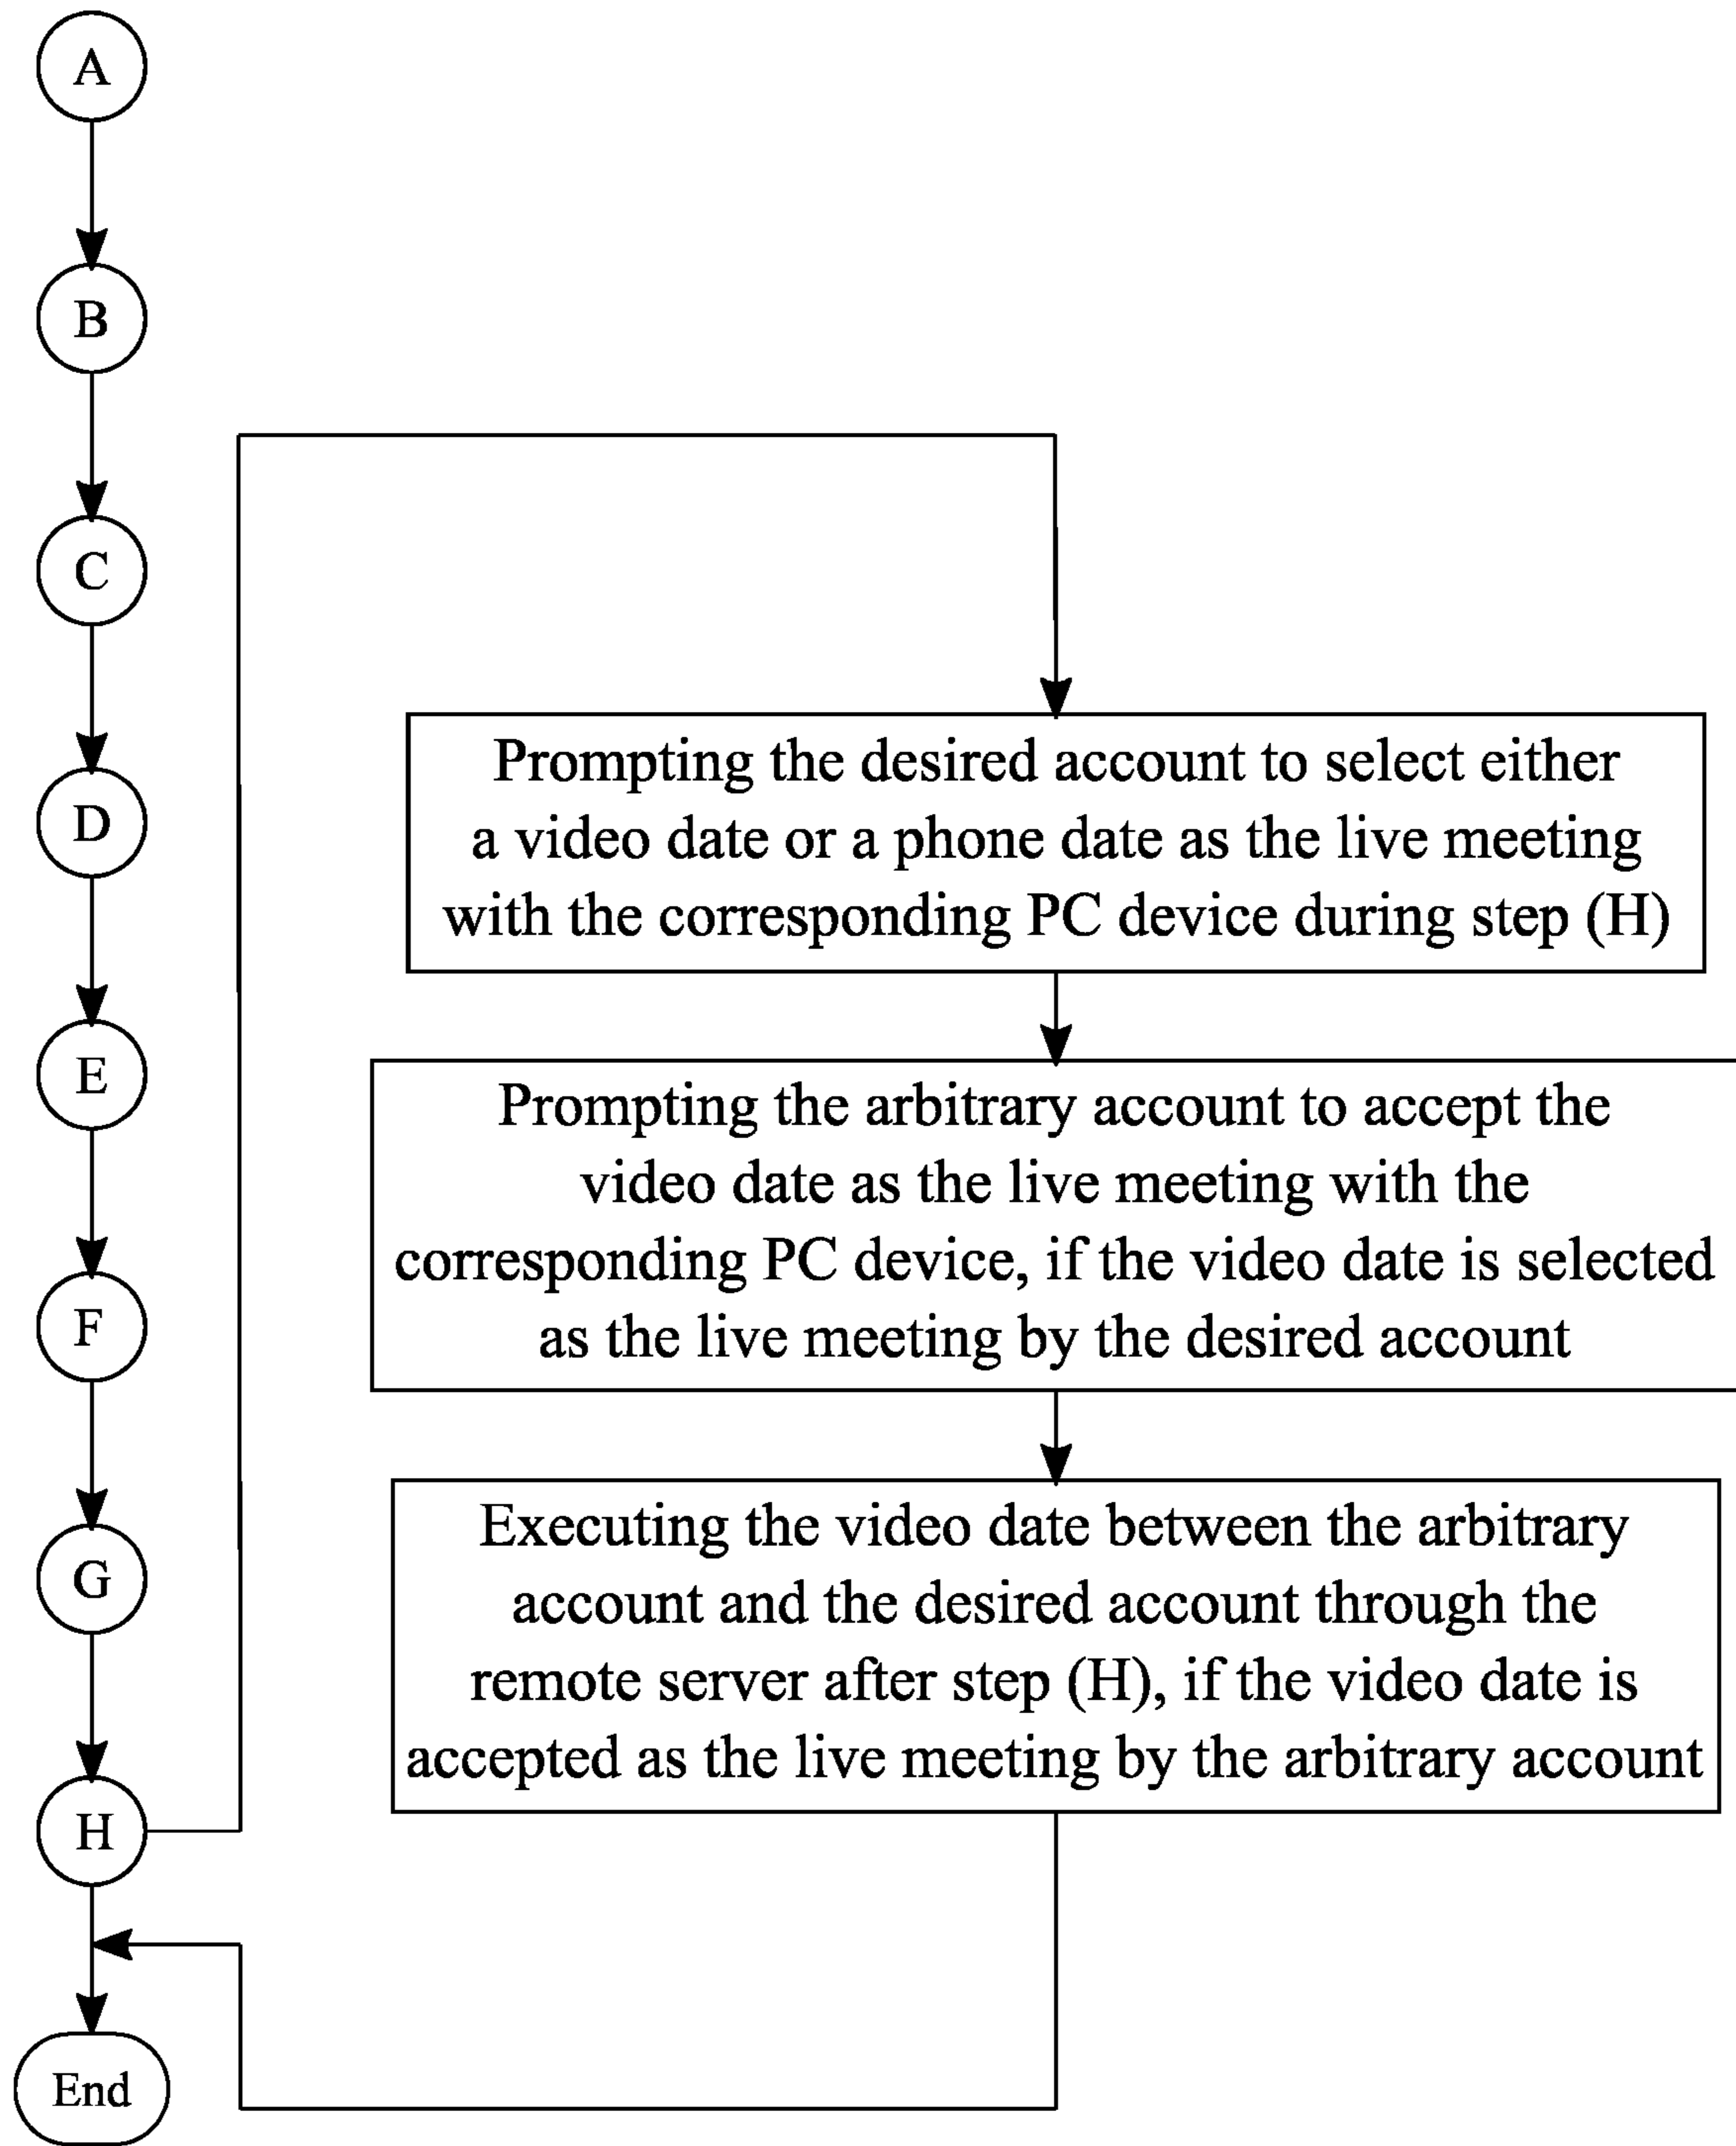 A
B
C
D
E
F
G
H
End
Prompting the desired account to select either
a video date or a phone date as the live meeting
with the corresponding PC device during step (H)
Prompting the arbitrary account to accept the
video date as the live meeting with the
corresponding PC device, if the video date is selected
as the live meeting by the desired account
Executing the video date between the arbitrary
account and the desired account through the
remote server after step (H), if the video date is
accepted as the live meeting by the arbitrary account